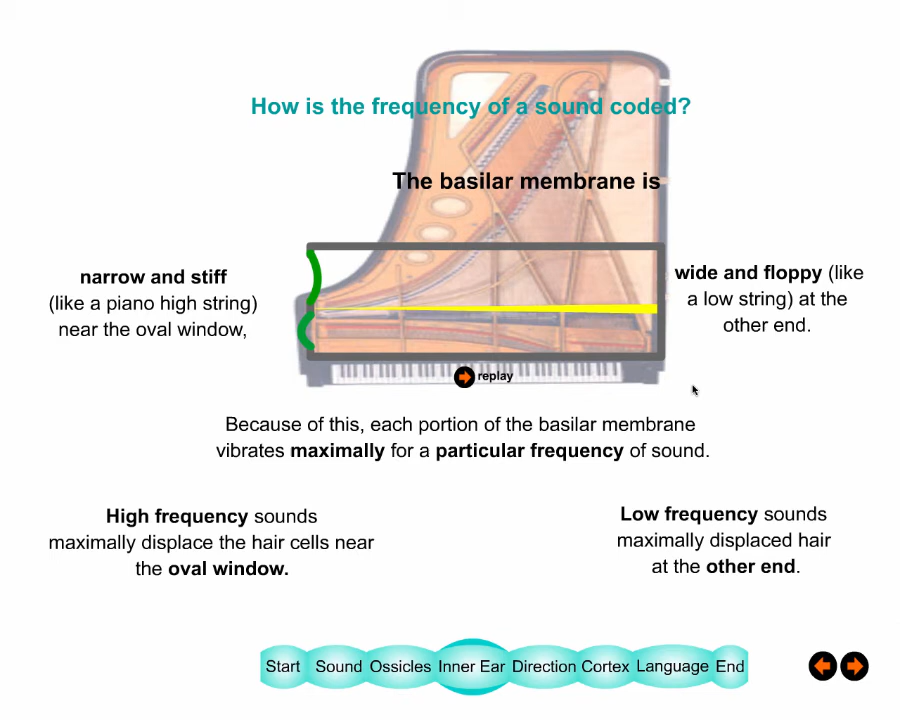 How is the frequency of a sound coded?
The basilar membrane is
narrow and stiff
(like a piano high string)
near the oval window,
wide and floppy (like
a low string) at the
other end.
replay
Because of this, each portion of the basilar membrane
vibrates maximally for a particular frequency of sound.
High frequency sounds
maximally displace the hair cells near
the oval window.
Low frequency sounds
maximally displaced hair
at the other end.
Start Sound Ossicles Inner Ear Direction Cortex Language End